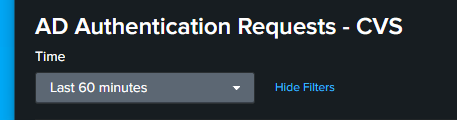 AD Authentication Requests - CVS
Time
Last 60 minutes
Hide Filters